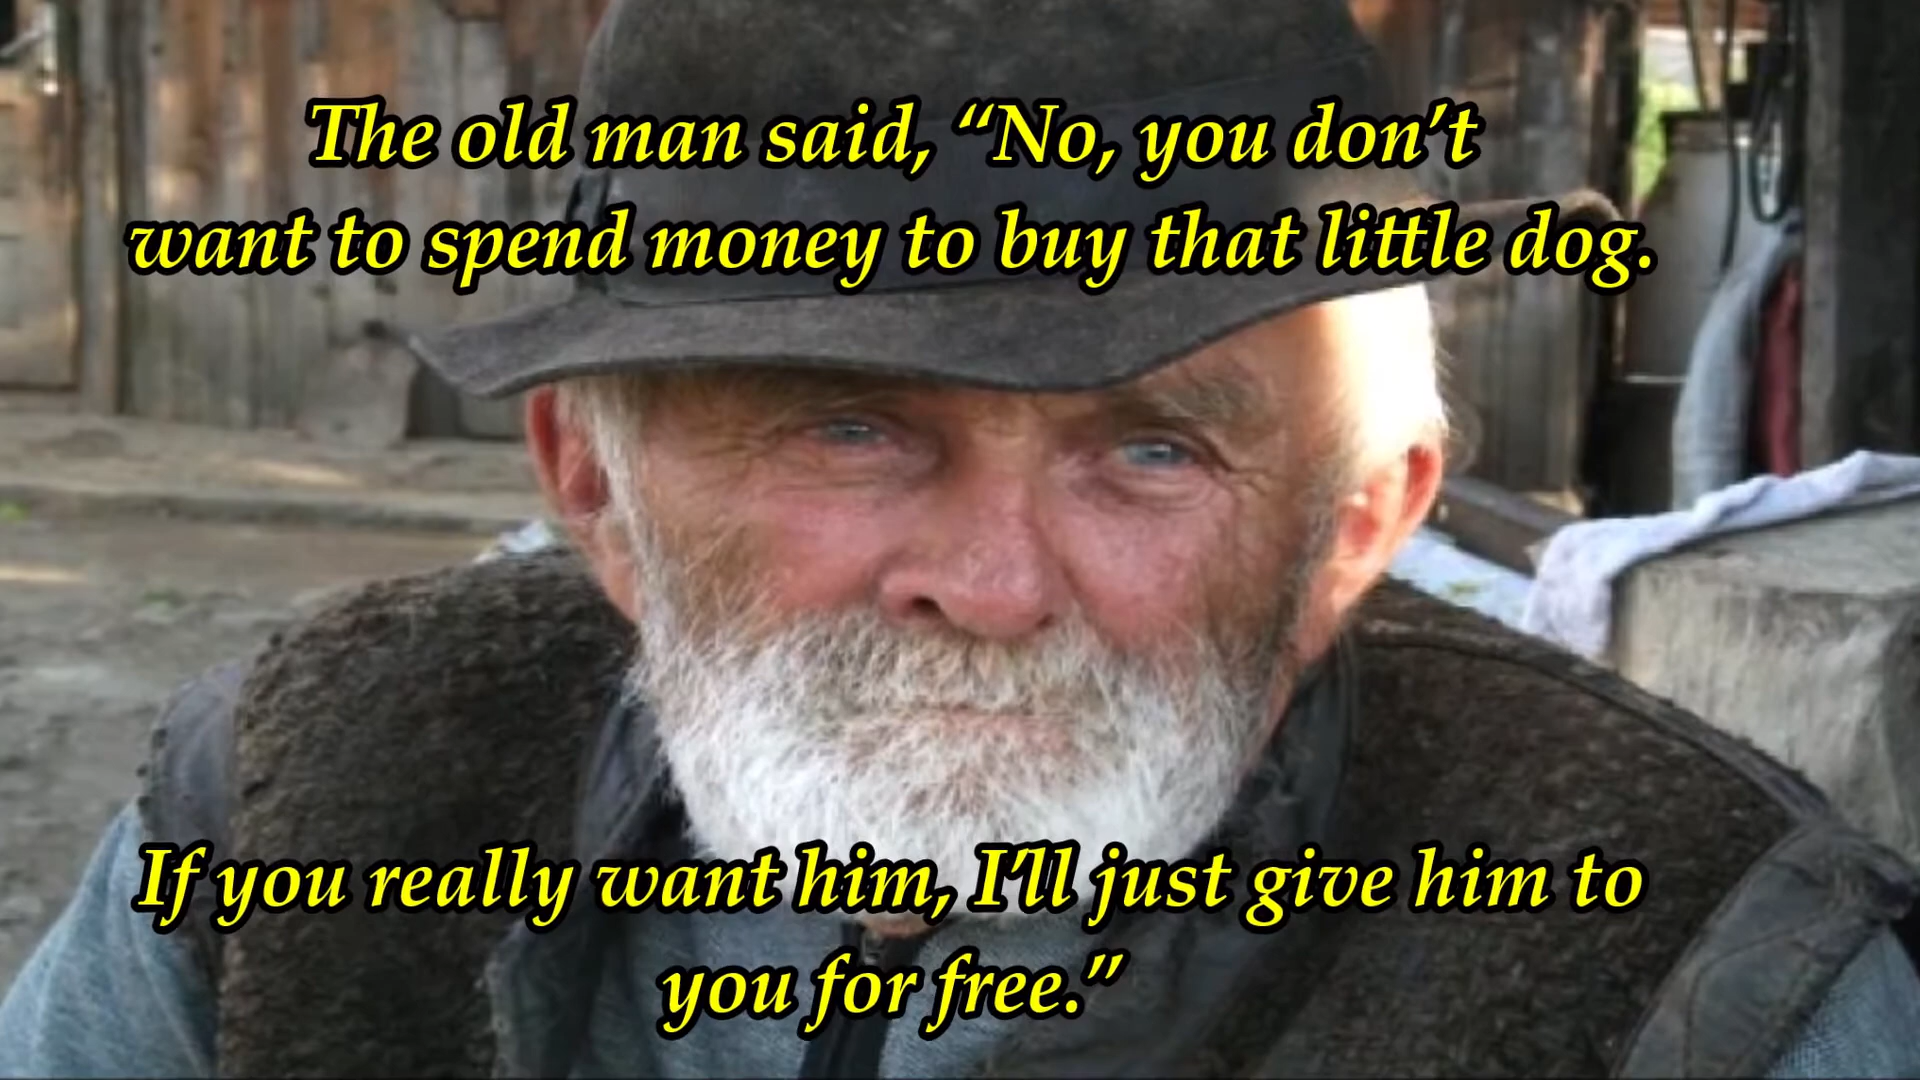 The old man said, “No, you don’t
want to spend money to buy that little dog.
If you really want him, I’ll just give him to
you for free.”